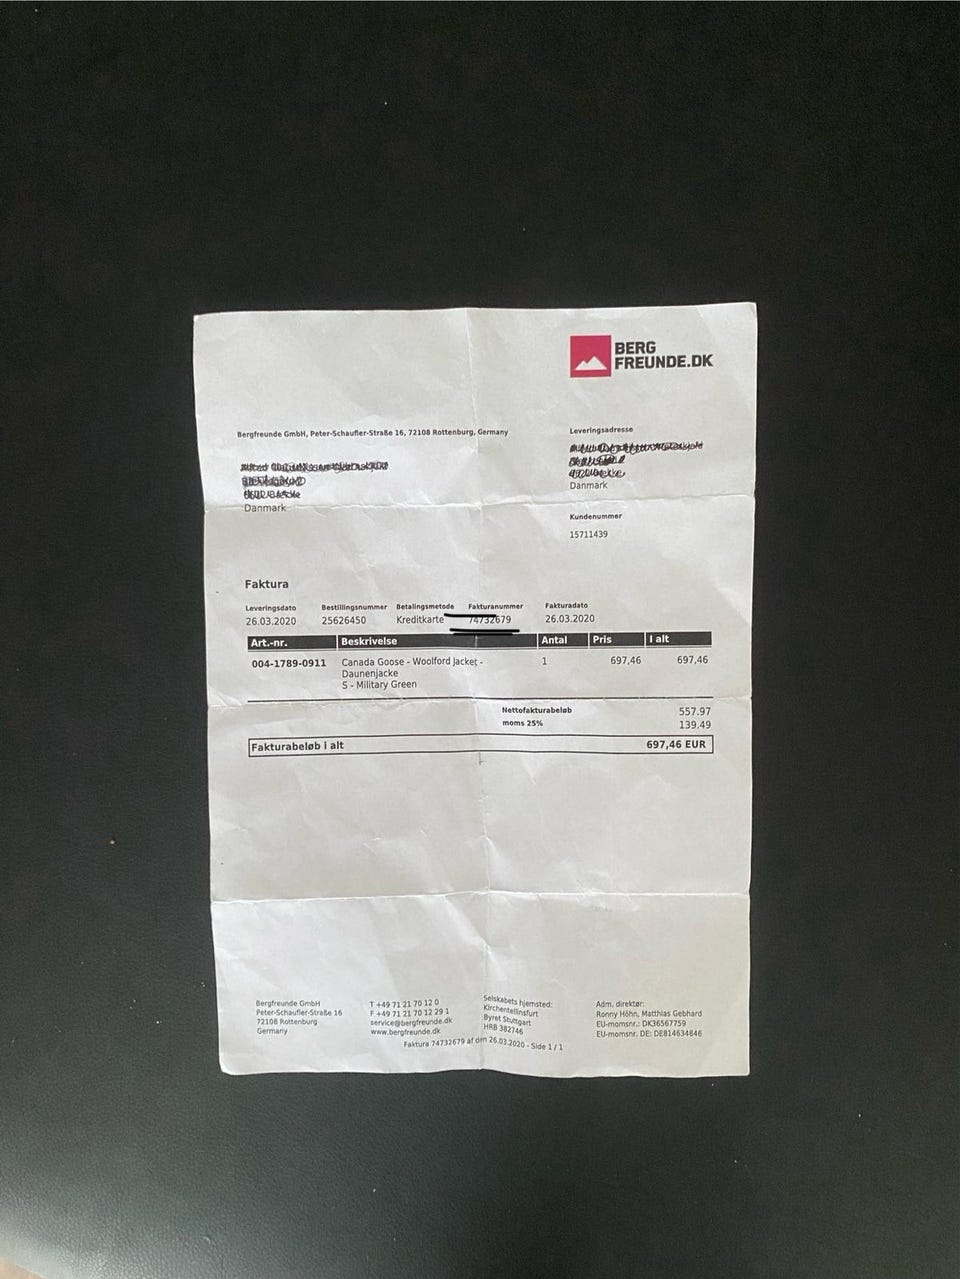 BERG
FREUNDE.DK
Bergfreunde GmbH, Peter-Schaufler-Straße 16, 72108 Rottenburg, Germany
Leveringsadresse
Danmark
Danmark
Kundenummer
15711439
Faktura
Leveringsdato Bestillingsnummer Betalingsmetode Fakturanummer Fakturadato
26.03.2020 25626450 Kreditkarte 74732679 26.03.2020
Art.-nr. Beskrivelse Antal Pris I alt
004-1789-0911 Canada Goose - Woolford Jacket - 1 697,46 697,46
Daunenjacke
S - Military Green
Nettofakturabeløb 557.97
moms 25% 139.49
Fakturabeløb i alt 697,46 EUR
Bergfreunde GmbH
Peter-Schaufler-Straße 16
72108 Rottenburg
Germany
T +49 71 21 70 12 0
F +49 71 21 70 12 29 1
service@bergfreunde.dk
www.bergfreunde.dk
Selskabets hjemsted:
Kirchentellinsfurt
Byret Stuttgart
HRB 382746
Adm. direktør:
Ronny Höhn, Matthias Gebhard
EU-momsnr.: DK36567759
EU-momsnr. DE: DE814634846
Faktura 74732679 af den 26.03.2020 - Side 1 / 1